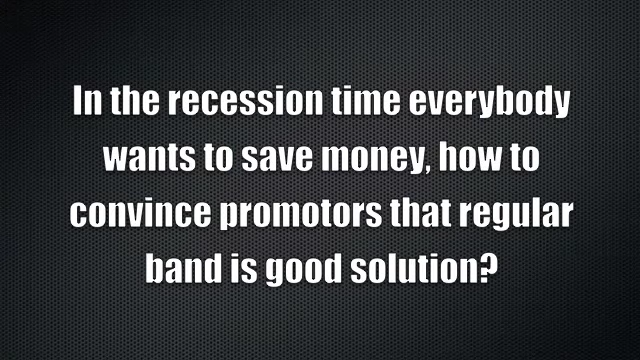 In the recession time everybody
wants to save money, how to
convince promotors that regular
band is good solution?